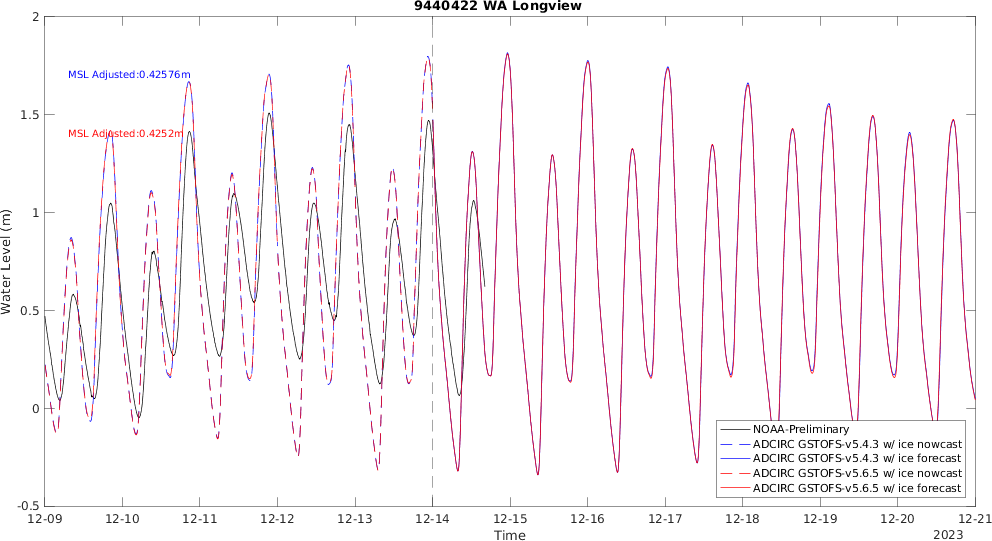 9440422 WA Longview
2
MSL Adjusted:0.42576m
1.5
MSL Adjusted:0.4252m
1
Water Level (m)
0.5
0
NOAA-Preliminary
ADCIRC GSTOFS-v5.4.3 w/ ice nowcast
ADCIRC GSTOFS-v5.4.3 w/ ice forecast
ADCIRC GSTOFS-v5.6.5 w/ ice nowcast
ADCIRC GSTOFS-v5.6.5 w/ ice forecast
-0.5
12-09 12-10 12-11 12-12 12-13 12-14 12-15 12-16 12-17 12-18 12-19 12-20 12-21
Time
2023